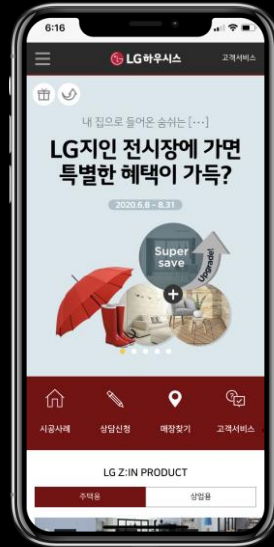 6:16
LG하우시스
고객서비스
내 집으로 들어온 숨쉬는 [···]
LG지인 전시장에 가면
특별한 혜택이 가득?
2020.6.8 - 8.31
Super
save
Upgrade!
시공사례
상담신청
매장찾기
고객서비스
LG Z:IN PRODUCT
주택용
상업용